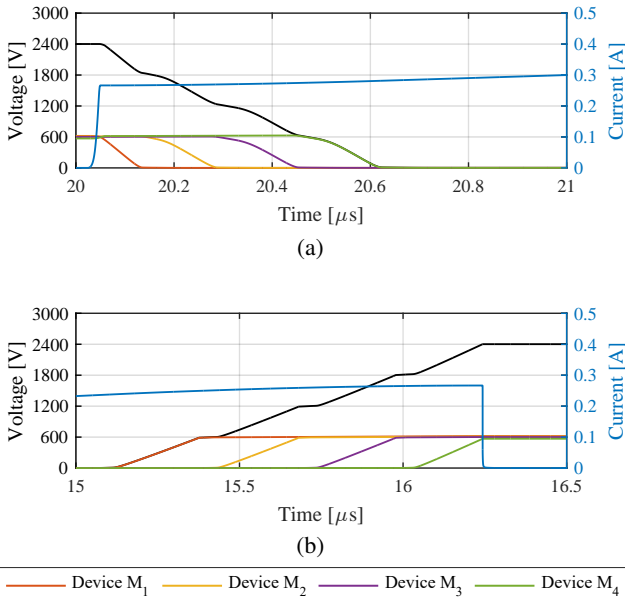 3000
2400
1800
1200
600
0
Voltage [V]
0.5
0.4
0.3
0.2
0.1
0
Current [A]
20 20.2 20.4 20.6 20.8 21
Time [μs]
(a)
3000
2400
1800
1200
600
0
Voltage [V]
0.5
0.4
0.3
0.2
0.1
0
Current [A]
15 15.5 16 16.5
Time [μs]
(b)
Device M1 Device M2 Device M3 Device M4